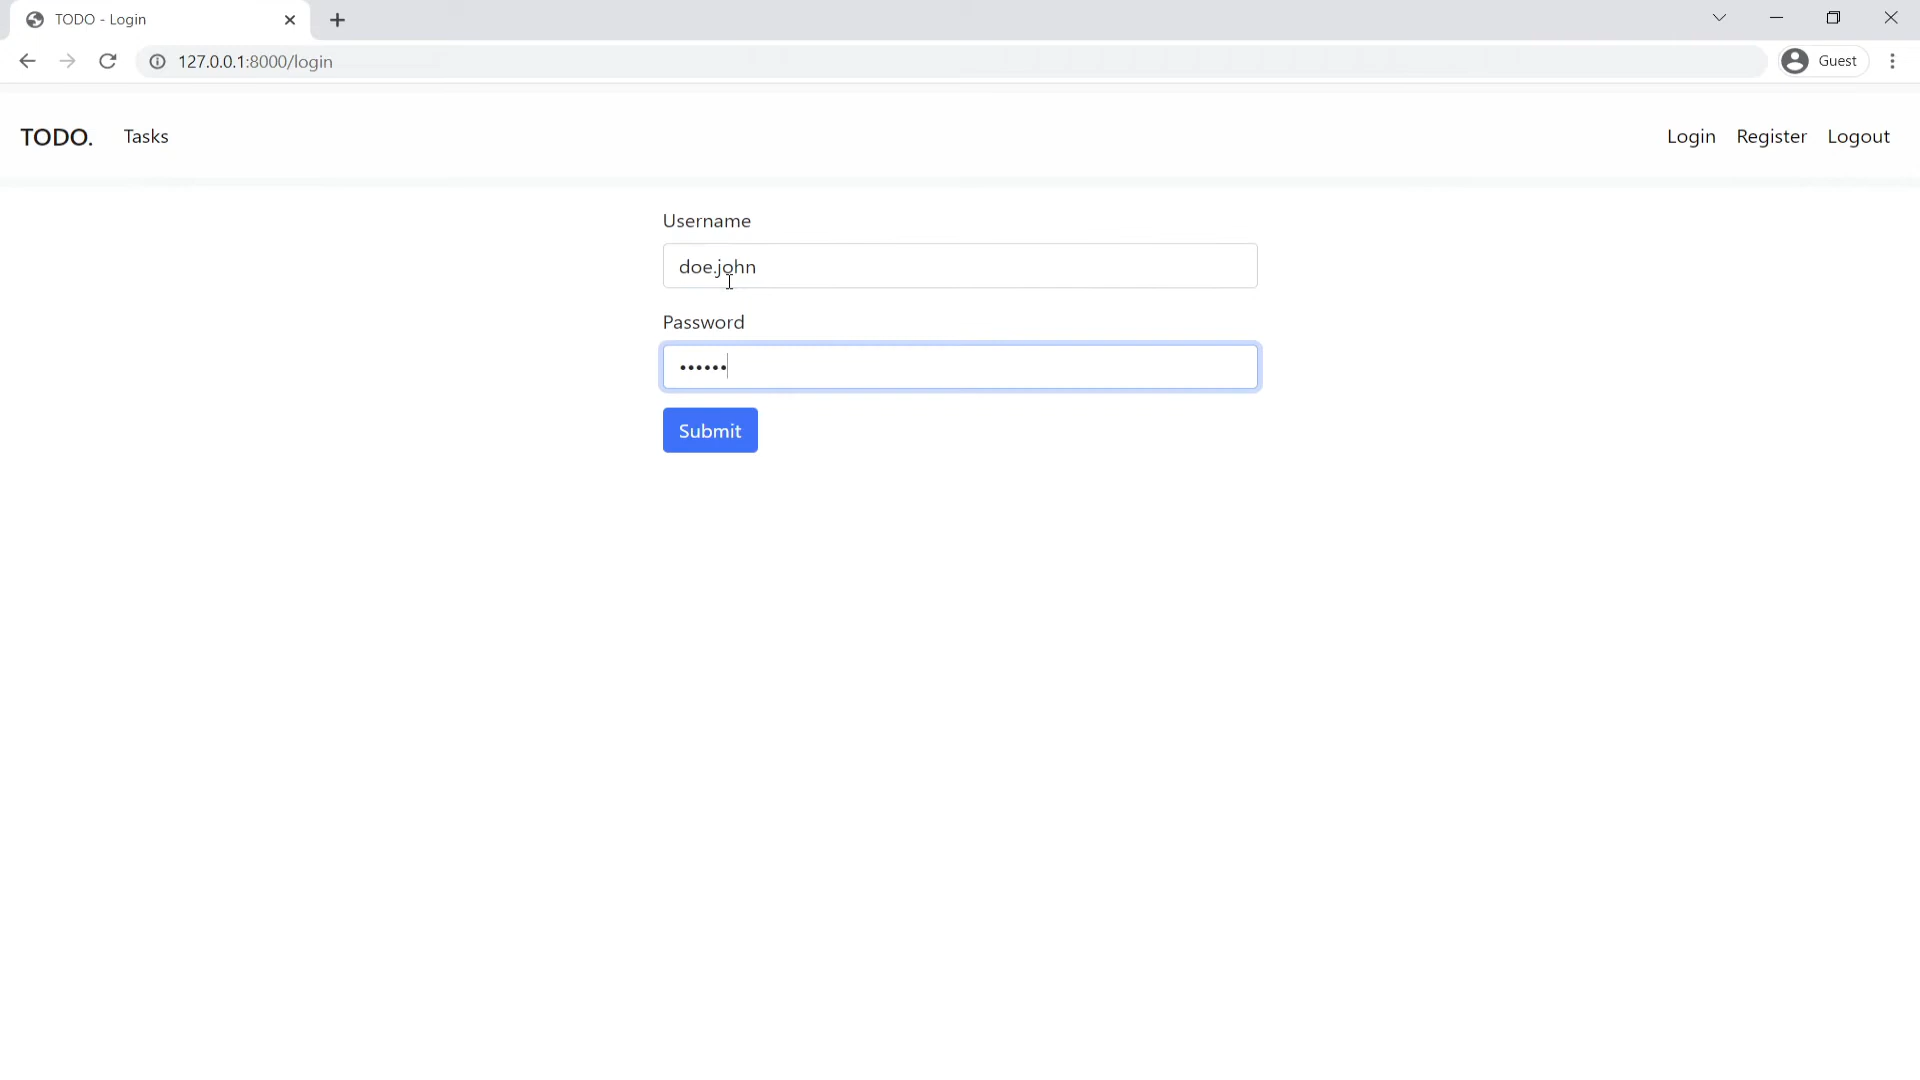 TODO - Login
127.0.0.1:8000/login
Guest
TODO. Tasks Login Register Logout
Username
doe.john
Password
••••••
Submit